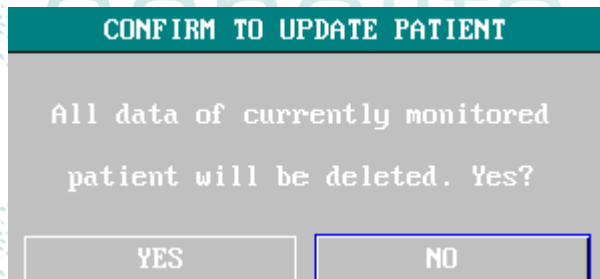 CONFIRM TO UPDATE PATIENT
All data of currently monitored
patient will be deleted. Yes?
YES
NO